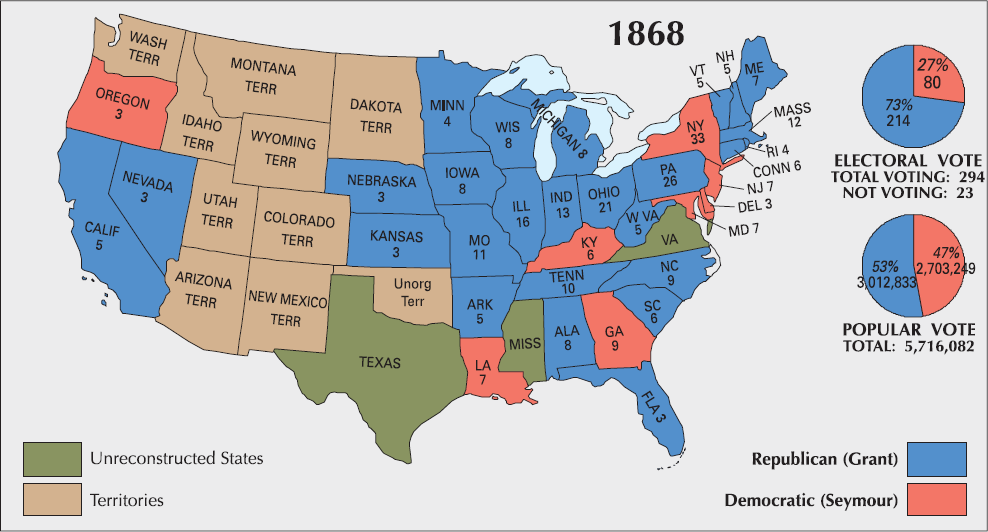 1868
WASH
TERR
MONTANA
TERR
DAKOTA
TERR
MINN
4
OREGON
3
IDAHO
TERR
WYOMING
TERR
WIS
8
MICHIGAN 8
NY
33
VT
5
NH
5
ME
7
MASS
12
RI 4
CONN 6
NJ 7
DEL 3
MD 7
NEVADA
3
UTAH
TERR
COLORADO
TERR
NEBRASKA
3
IOWA
8
ILL
16
IND
13
OHIO
21
PA
26
W VA
5
VA
CALIF
5
KANSAS
3
MO
11
KY
6
ARIZONA
TERR
NEW MEXICO
TERR
Unorg
Terr
ARK
5
TENN
10
NC
9
SC
6
TEXAS
LA
7
MISS
ALA
8
GA
9
FLA 3
27%
80
73%
214
ELECTORAL VOTE
TOTAL VOTING: 294
NOT VOTING: 23
47%
2,703,249
53%
3,012,833
POPULAR VOTE
TOTAL: 5,716,082
Unreconstructed States
Territories
Republican (Grant)
Democratic (Seymour)